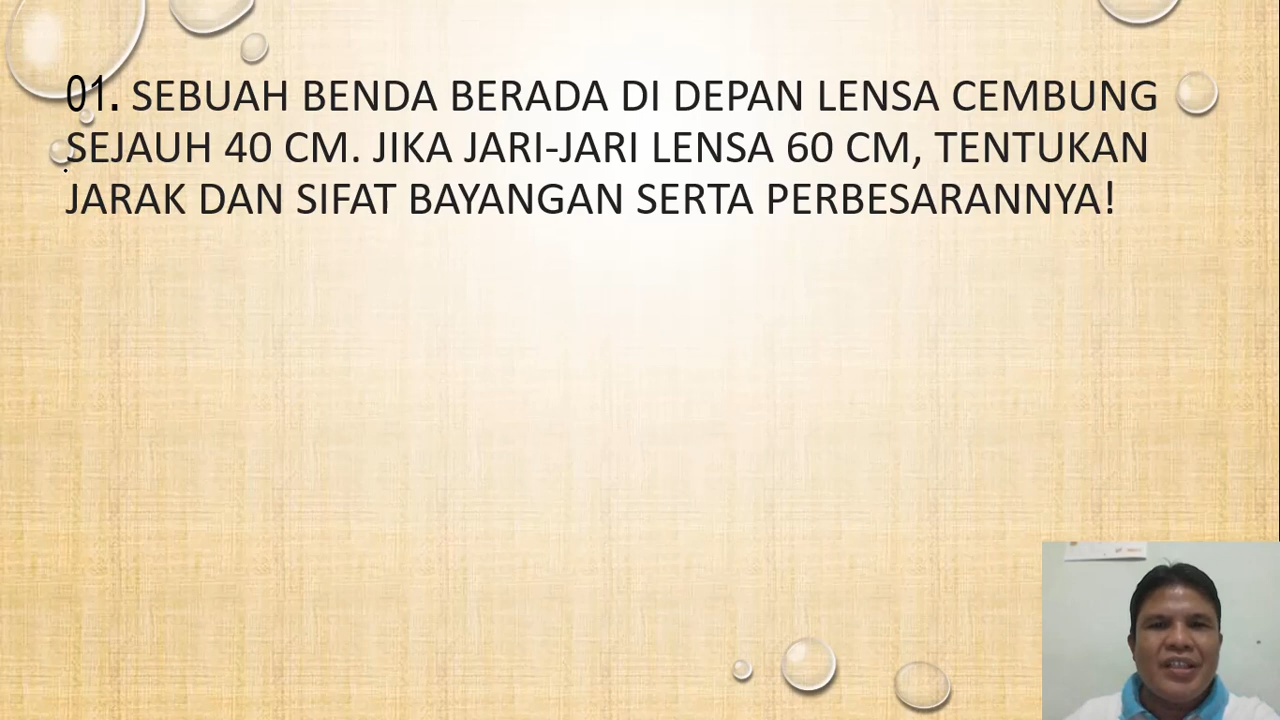 01. SEBUAH BENDA BERADA DI DEPAN LENSA CEMBUNG
SEJAUH 40 CM. JIKA JARI-JARI LENSA 60 CM, TENTUKAN
JARAK DAN SIFAT BAYANGAN SERTA PERBESARANNYA!